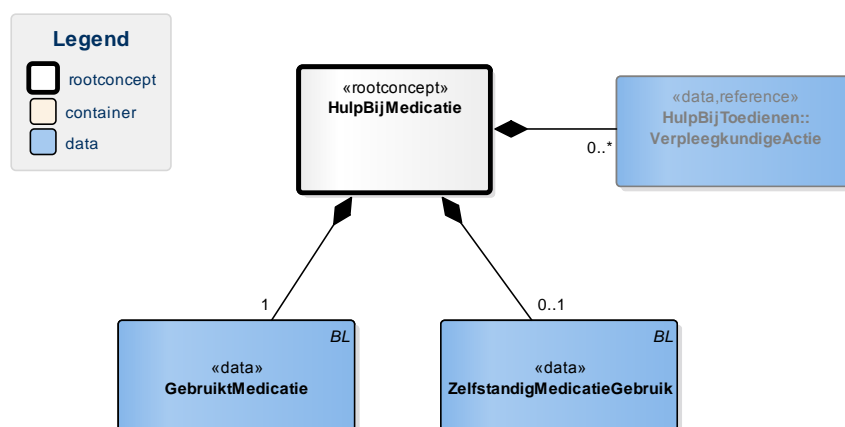 Legend
rootconcept
container
data
«rootconcept»
HulpBijMedicatie
«data,reference»
HulpBijToedienen::
VerpleegkundigeActie
0..*
1
0..1
BL
«data»
GebruiktMedicatie
BL
«data»
ZelfstandigMedicatieGebruik